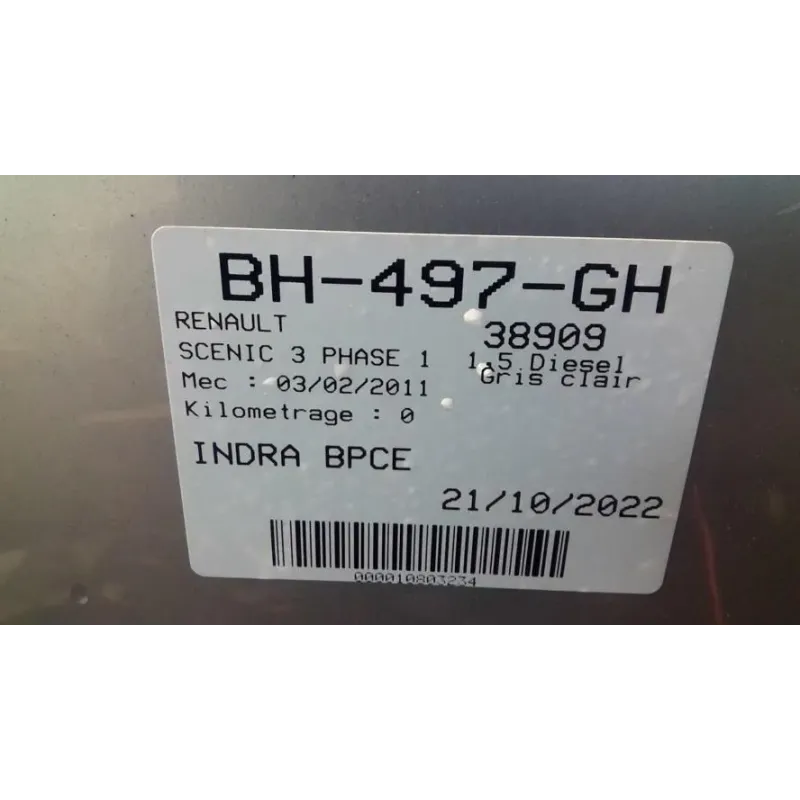 BH-497-GH
RENAULT
38909
SCENIC 3 PHASE 1 1.5 Diesel
Mec : 03/02/2011 Gris clair
Kilometrage : 0
INDRA BPCE
21/10/2022
000010803234